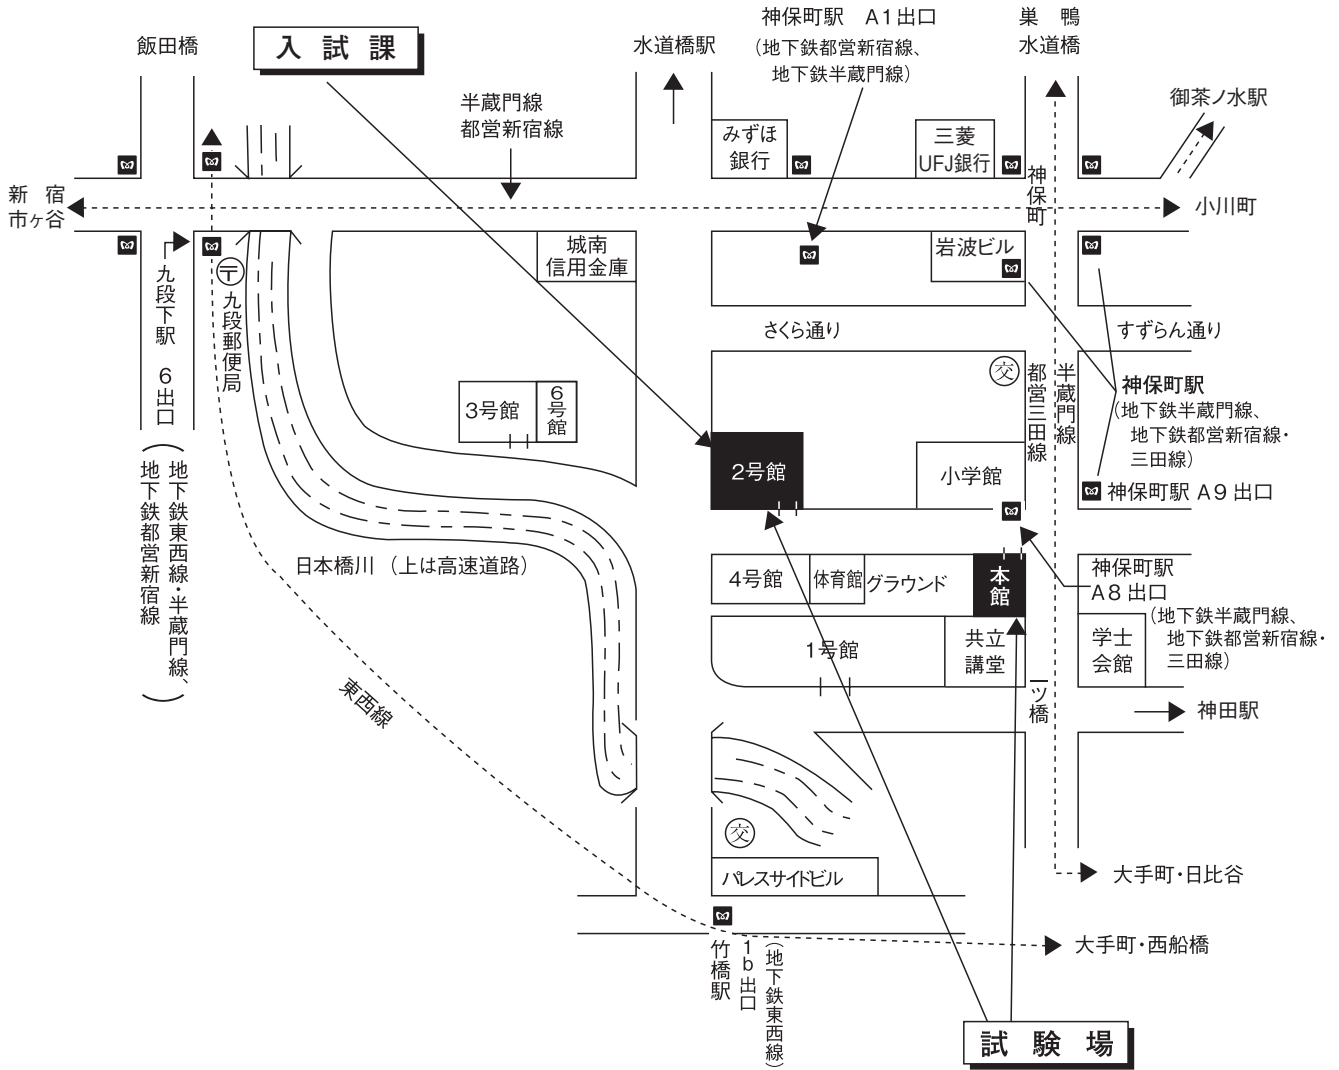 飯田橋
入試課
水道橋駅
神保町駅 A1出口
(地下鉄都営新宿線、
地下鉄半蔵門線)
巣鴨
水道橋
御茶ノ水駅
半蔵門線
都営新宿線
みずほ
銀行
三菱
UFJ銀行
神保町
新宿
市ヶ谷
小川町
九段下駅 6出口
(地下鉄東西線・半蔵門線、
地下鉄都営新宿線)
〒
九段郵便局
城南
信用金庫
岩波ビル
さくら通り
すずらん通り
交
都営三田線
半蔵門線
神保町駅
(地下鉄半蔵門線、
地下鉄都営新宿線・
三田線)
3号館
6号館
2号館
小学館
神保町駅 A9出口
日本橋川(上は高速道路)
4号館
体育館
グラウンド
本館
神保町駅
A8出口
(地下鉄半蔵門線、
地下鉄都営新宿線・
三田線)
1号館
共立
講堂
学士
会館
一ツ橋
神田駅
東西線
交
パレスサイドビル
大手町・日比谷
竹橋駅
1b出口
(地下鉄東西線)
大手町・西船橋
試験場